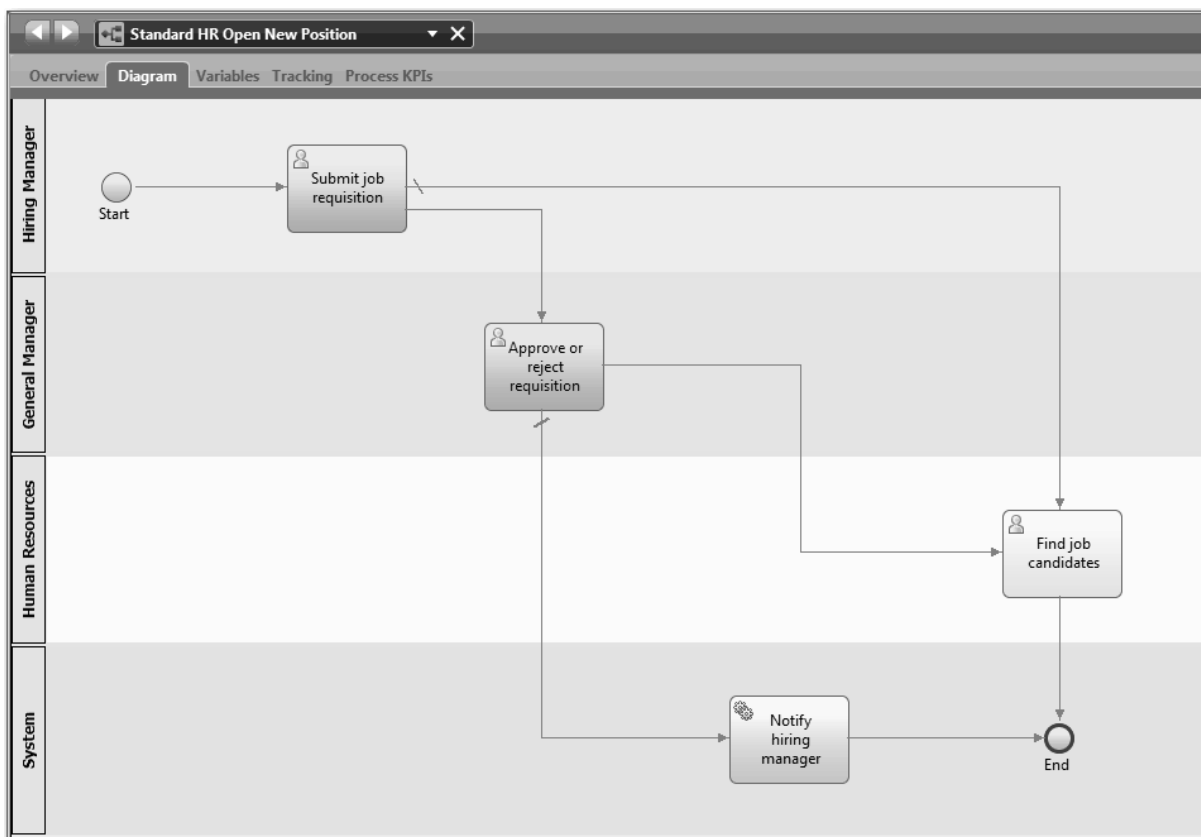 Standard HR Open New Position
Overview Diagram Variables Tracking Process KPIs
Hiring Manager
Start
Submit job
requisition
General Manager
Approve or
reject
requisition
Human Resources
Find job
candidates
System
Notify
hiring
manager
End